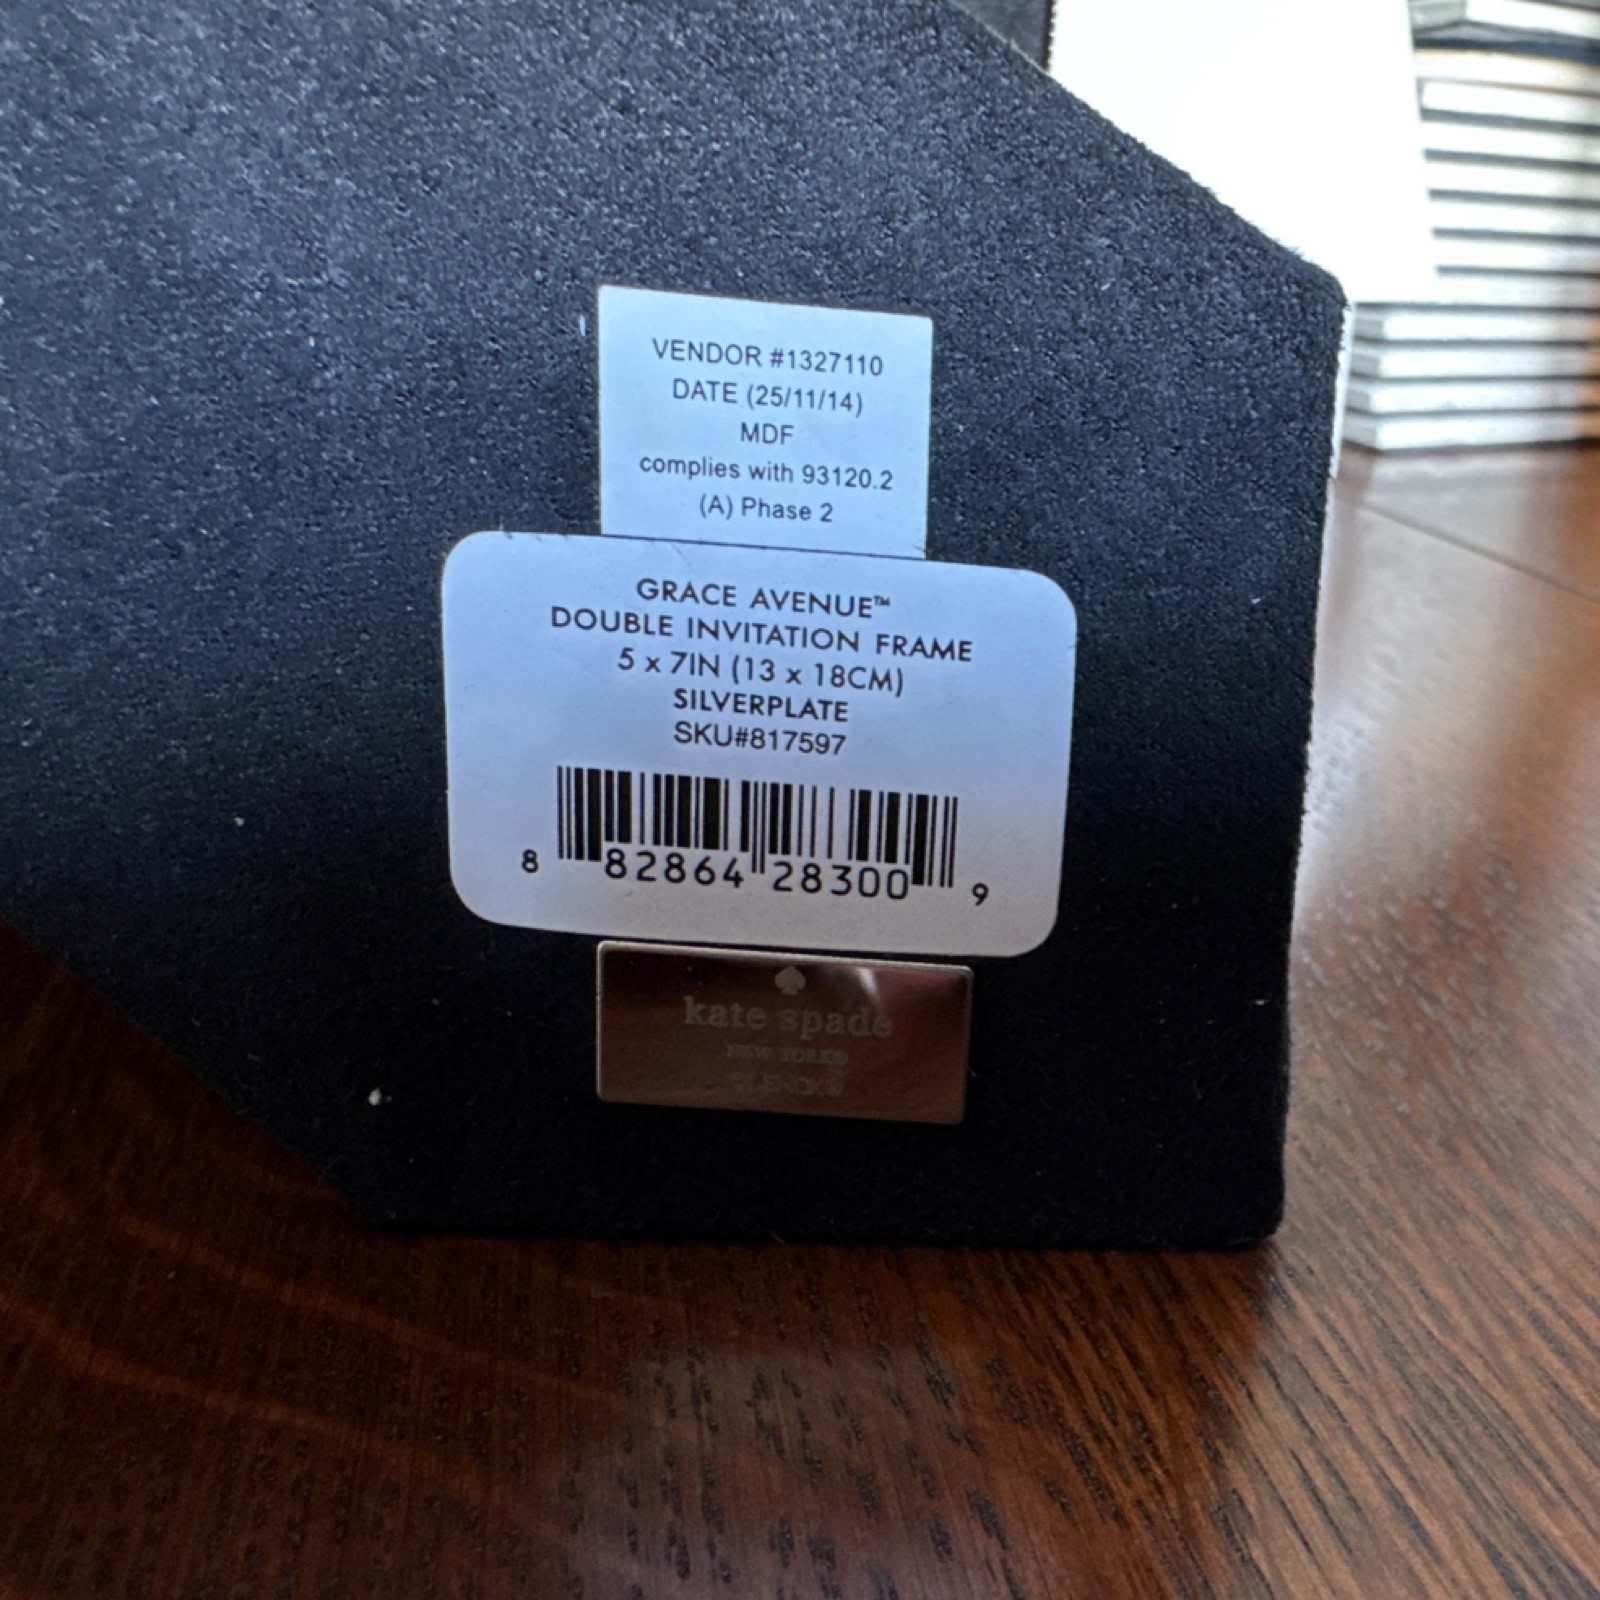 VENDOR #1327110
DATE (25/11/14)
MDF
complies with 93120.2
(A) Phase 2
GRACE AVENUE™
DOUBLE INVITATION FRAME
5 x 7IN (13 x 18CM)
SILVERPLATE
SKU#817597
8 82864 28300 9
kate spade
NEW YORK®
LENOX®